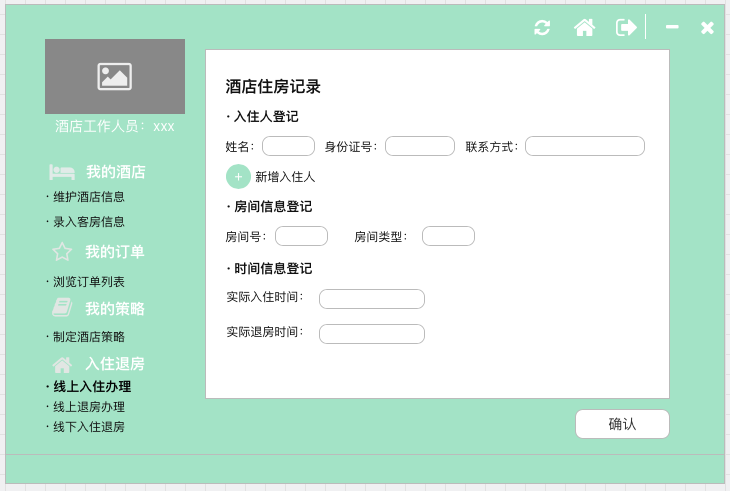 酒店工作人员：xxx
我的酒店
· 维护酒店信息
· 录入客房信息
我的订单
· 浏览订单列表
我的策略
· 制定酒店策略
入住退房
· 线上入住办理
· 线上退房办理
· 线下入住退房
酒店住房记录
· 入住人登记
姓名： 身份证号： 联系方式：
+ 新增入住人
· 房间信息登记
房间号： 房间类型：
· 时间信息登记
实际入住时间：
实际退房时间：
确认